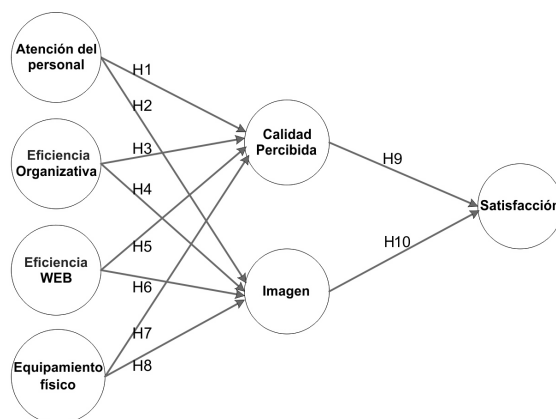 Atención del
personal
H1
H2
Eficiencia
Organizativa
H3
H4
Calidad
Percibida
H9
Satisfacción
Eficiencia
WEB
H5
H6
Imagen
H10
Equipamiento
físico
H7
H8